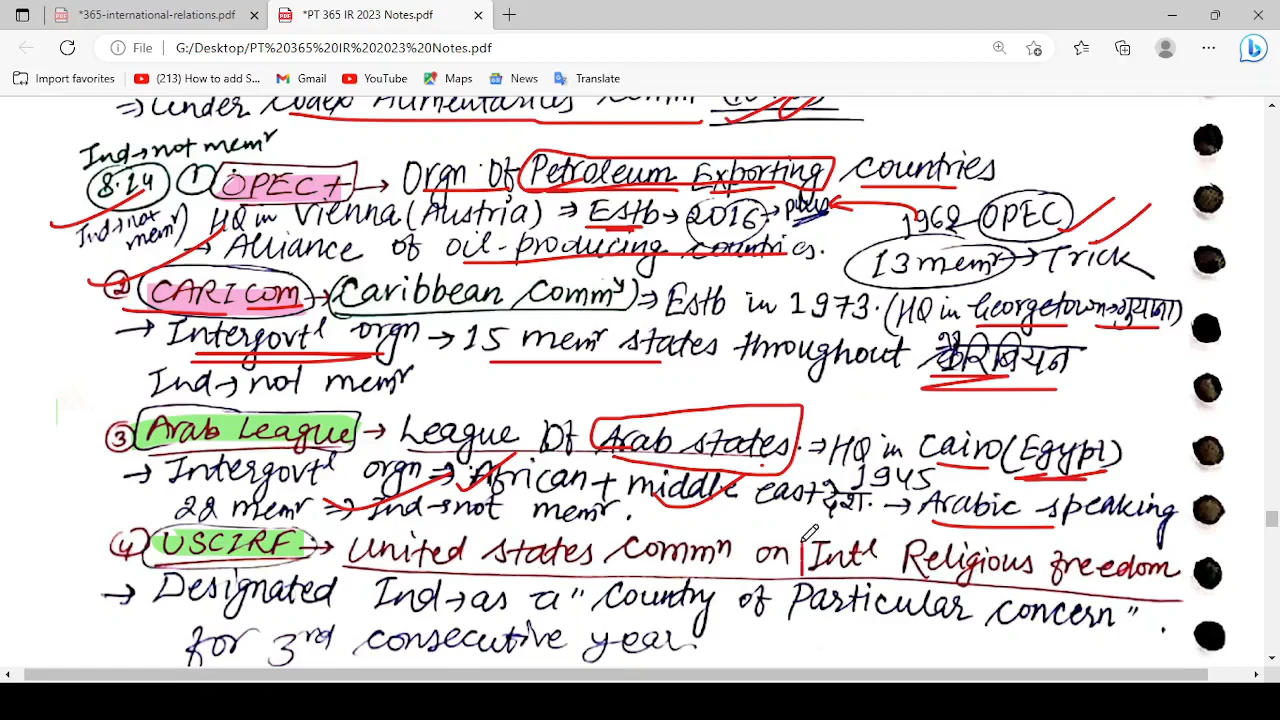 *365-international-relations.pdf
*PT 365 IR 2023 Notes.pdf
File
G:/Desktop/PT%20365%20IR%202023%20Notes.pdf
Import favorites
(213) How to add S...
Gmail
YouTube
Maps
News
Translate
⇒ Under Codex Alimentarius Commn
Ind→not memr
8.14 ① OPEC+ → Orgn Of Petroleum Exporting countries
Ind→not memr) HQ in Vienna (Austria) ⇒ Estb→ 2016 → plus 1962- OPEC
→ Alliance of oil-producing countries. 13 memr → Trick
② CARICOM → (Caribbean Commy) ⇒ Estb in 1973. (HQ in Georgetown→गुयाना)
→ Intergovtl orgn → 15 memr states throughout कैरिबियन
Ind→ not memr
③ Arab League → League Of Arab states. ⇒ HQ in Cairo (Egypt)
→ Intergovtl orgn ⇒ African + middle east 1945
22 memr ⇒ Ind→not memr. → Arabic speaking
④ USCIRF → United states Commn on Intl Religious freedom
→ Designated Ind→as a "Country of Particular concern".
for 3rd consecutive year.